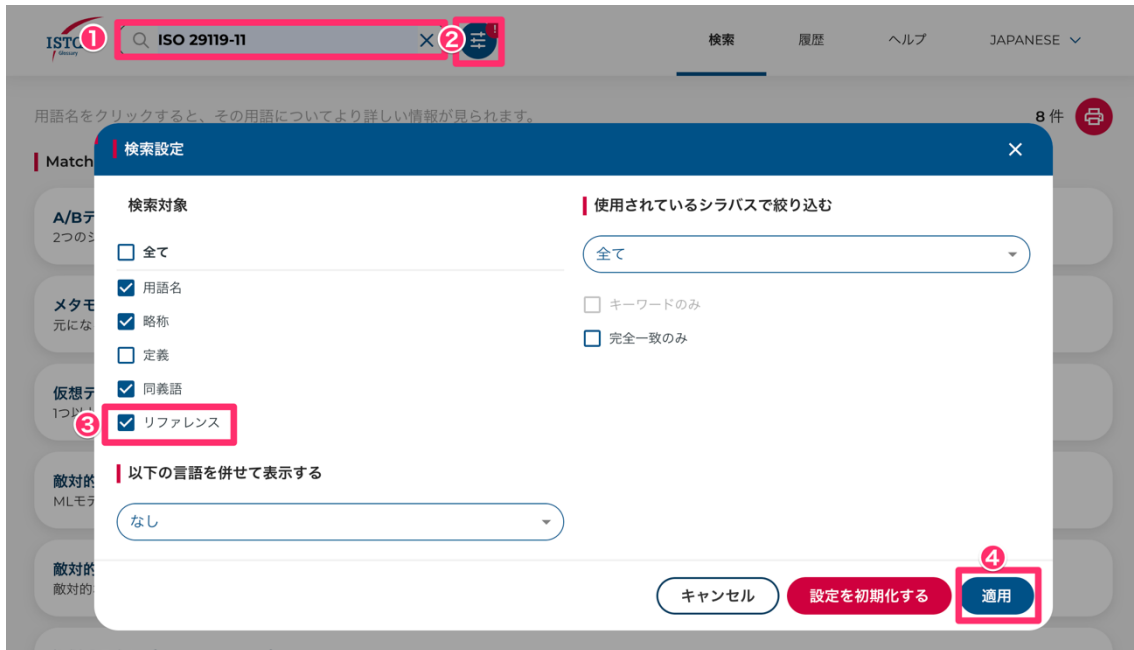 ISTQ
Glossary
1
ISO 29119-11
2
!
検索
履歴
ヘルプ
JAPANESE
用語名をクリックすると、その用語についてより詳しい情報が見られます。
8 件
Match
検索設定
A/Bテ
2つのシ
メタモ
元にな
仮想テ
1つ以
敵対的
MLモデ
敵対的
敵対的
検索対象
全て
用語名
略称
定義
同義語
3
リファレンス
以下の言語を併せて表示する
なし
使用されているシラバスで絞り込む
全て
キーワードのみ
完全一致のみ
4
キャンセル
設定を初期化する
適用